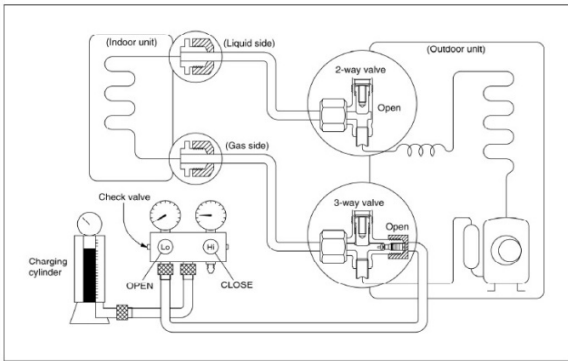 (Indoor unit)
(Liquid side)
(Outdoor unit)
2-way valve
Open
(Gas side)
Check valve
3-way valve
Open
Lo
Hi
Charging
cylinder
OPEN
CLOSE